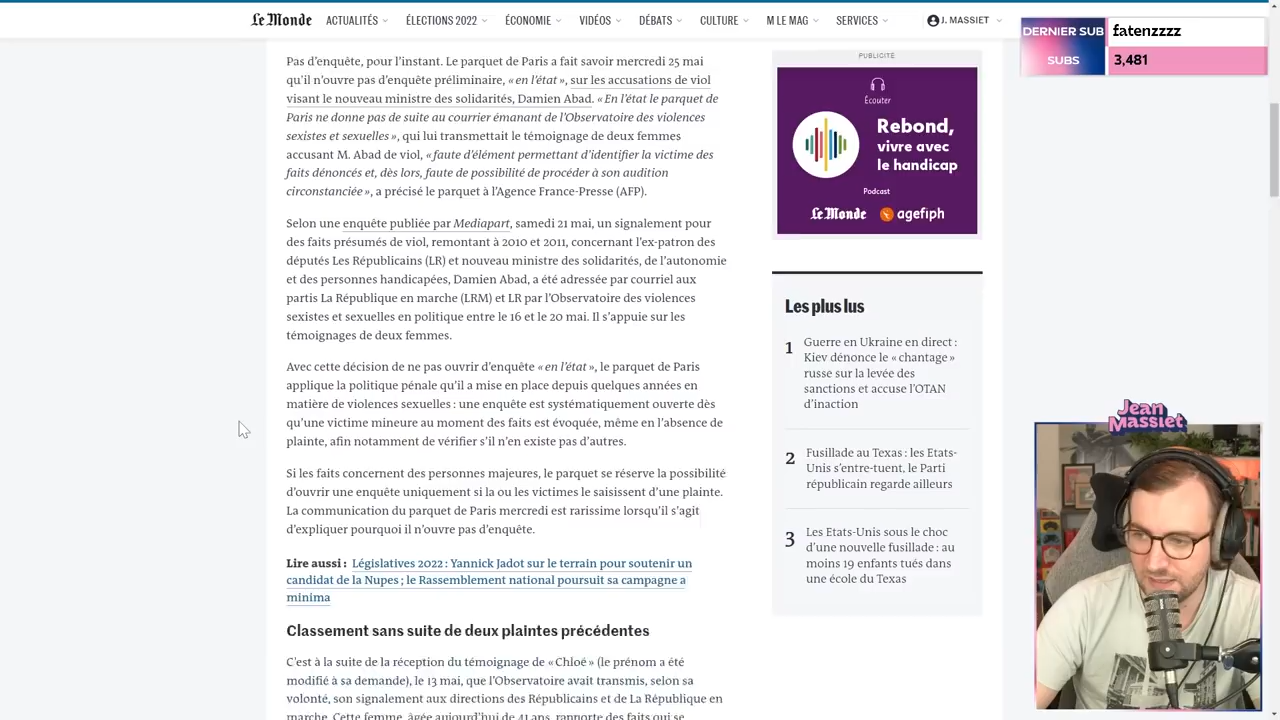 Le Monde
ACTUALITÉS
ÉLECTIONS 2022
ÉCONOMIE
VIDÉOS
DÉBATS
CULTURE
M LE MAG
SERVICES
J. MASSIET
DERNIER SUB
fatenzzzz
SUBS
3,481
Pas d'enquête, pour l'instant. Le parquet de Paris a fait savoir mercredi 25 mai
qu'il n'ouvre pas d'enquête préliminaire, « en l'état », sur les accusations de viol
visant le nouveau ministre des solidarités, Damien Abad. « En l'état le parquet de
Paris ne donne pas de suite au courrier émanant de l'Observatoire des violences
sexistes et sexuelles », qui lui transmettait le témoignage de deux femmes
accusant M. Abad de viol, « faute d'élément permettant d'identifier la victime des
faits dénoncés et, dès lors, faute de possibilité de procéder à son audition
circonstanciée », a précisé le parquet à l'Agence France-Presse (AFP).
Selon une enquête publiée par Mediapart, samedi 21 mai, un signalement pour
des faits présumés de viol, remontant à 2010 et 2011, concernant l'ex-patron des
députés Les Républicains (LR) et nouveau ministre des solidarités, de l'autonomie
et des personnes handicapées, Damien Abad, a été adressée par courriel aux
partis La République en marche (LRM) et LR par l'Observatoire des violences
sexistes et sexuelles en politique entre le 16 et le 20 mai. Il s'appuie sur les
témoignages de deux femmes.
Avec cette décision de ne pas ouvrir d'enquête « en l'état », le parquet de Paris
applique la politique pénale qu'il a mise en place depuis quelques années en
matière de violences sexuelles : une enquête est systématiquement ouverte dès
qu'une victime mineure au moment des faits est évoquée, même en l'absence de
plainte, afin notamment de vérifier s'il n'en existe pas d'autres.
Si les faits concernent des personnes majeures, le parquet se réserve la possibilité
d'ouvrir une enquête uniquement si la ou les victimes le saisissent d'une plainte.
La communication du parquet de Paris mercredi est rarissime lorsqu'il s'agit
d'expliquer pourquoi il n'ouvre pas d'enquête.
Lire aussi : Législatives 2022 : Yannick Jadot sur le terrain pour soutenir un
candidat de la Nupes ; le Rassemblement national poursuit sa campagne a
minima
Classement sans suite de deux plaintes précédentes
C'est à la suite de la réception du témoignage de « Chloé » (le prénom a été
modifié à sa demande), le 13 mai, que l'Observatoire avait transmis, selon sa
volonté, son signalement aux directions des Républicains et de La République en
marche. Cette femme, âgée aujourd'hui de 41 ans, rapporte des faits qui se
PUBLICITÉ
Écouter
Rebond,
vivre avec
le handicap
Podcast
Le Monde
agefiph
Les plus lus
1 Guerre en Ukraine en direct :
Kiev dénonce le « chantage »
russe sur la levée des
sanctions et accuse l'OTAN
d'inaction
2 Fusillade au Texas : les Etats-
Unis s'entre-tuent, le Parti
républicain regarde ailleurs
3 Les Etats-Unis sous le choc
d'une nouvelle fusillade : au
moins 19 enfants tués dans
une école du Texas
Jean
Massiet